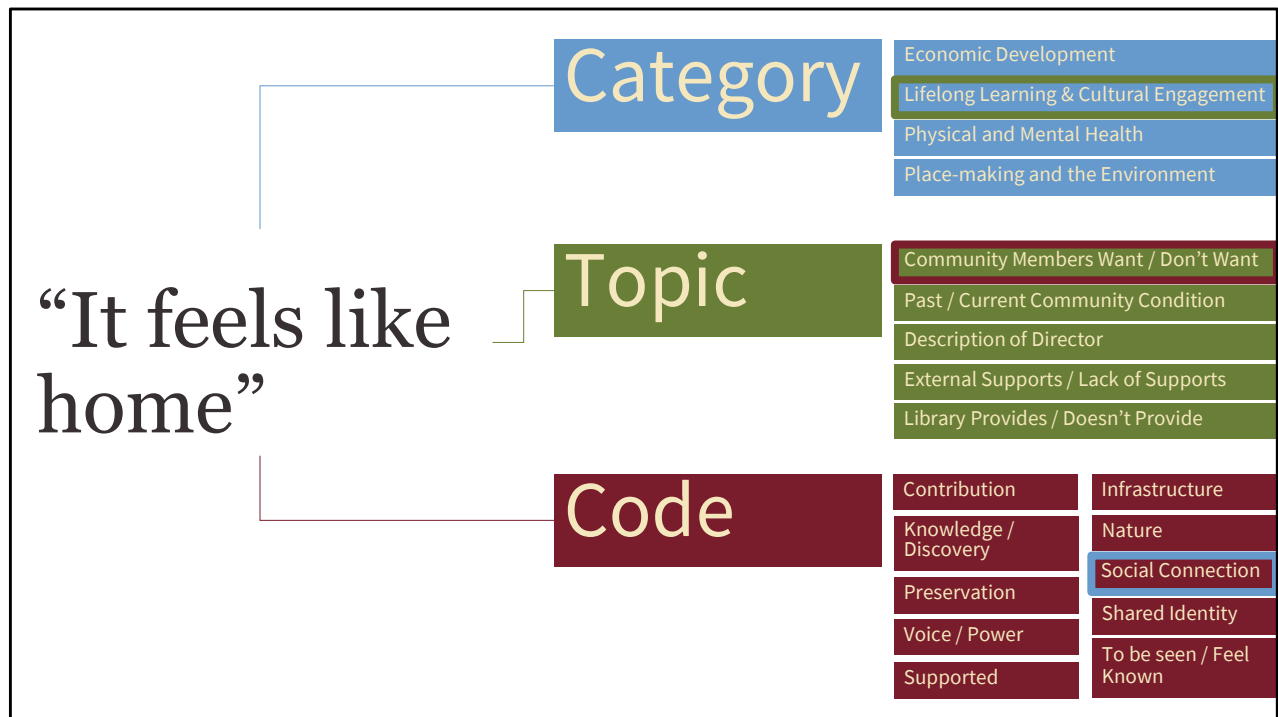 “It feels like
home”
Category
Economic Development
Lifelong Learning & Cultural Engagement
Physical and Mental Health
Place-making and the Environment
Topic
Community Members Want / Don’t Want
Past / Current Community Condition
Description of Director
External Supports / Lack of Supports
Library Provides / Doesn’t Provide
Code
Contribution
Knowledge /
Discovery
Preservation
Voice / Power
Supported
Infrastructure
Nature
Social Connection
Shared Identity
To be seen / Feel
Known